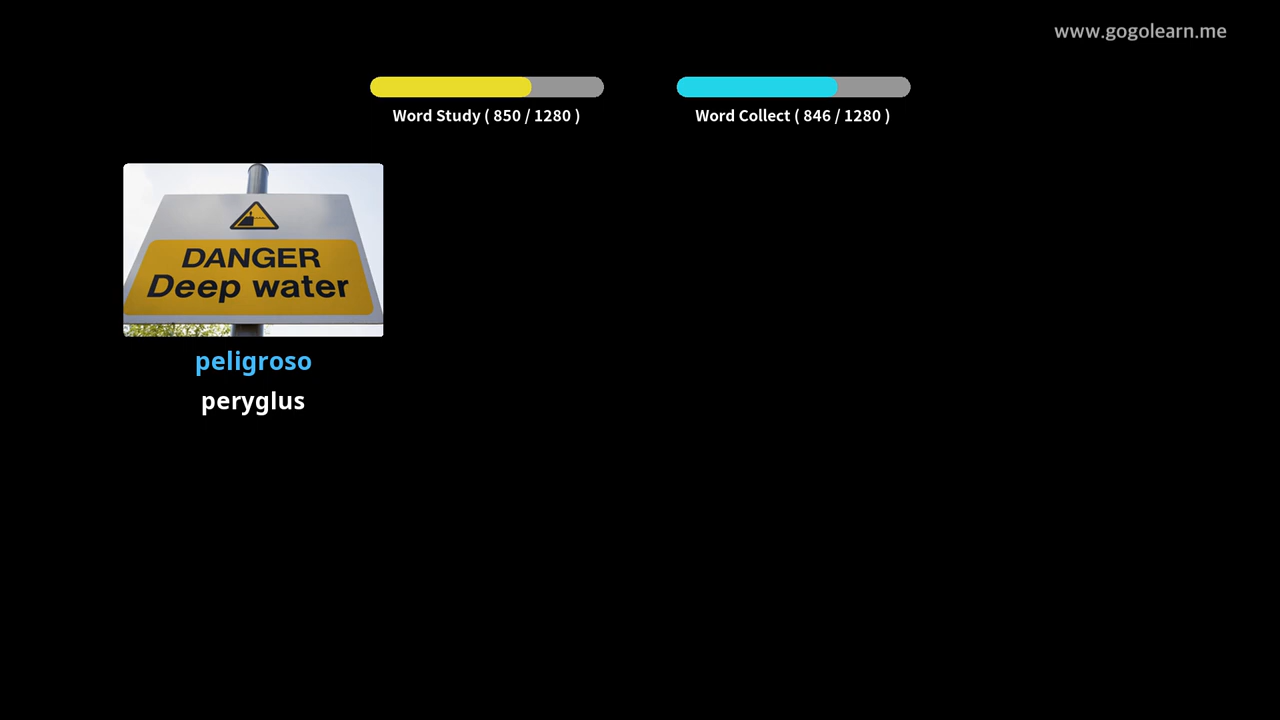 www.gogolearn.me
Word Study ( 850 / 1280 )
Word Collect ( 846 / 1280 )
DANGER
Deep water
peligroso
peryglus